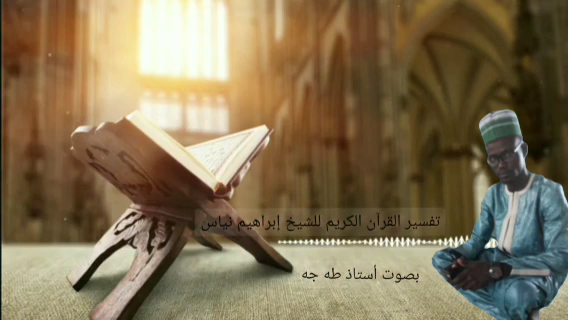 تفسير القرآن الكريم للشيخ إبراهيم نياس
بصوت أستاذ طه جه